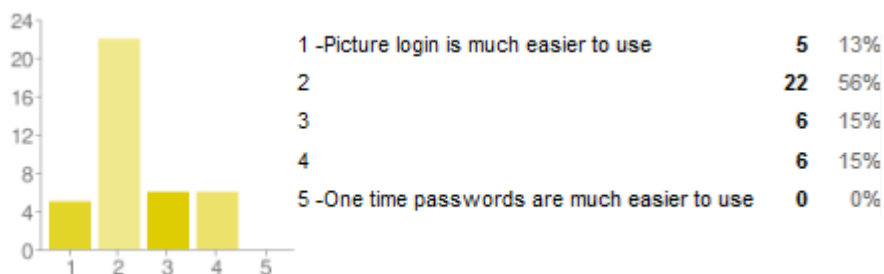 24
20
16
12
8
4
0
1 2 3 4 5
1 -Picture login is much easier to use 5 13%
2 22 56%
3 6 15%
4 6 15%
5 -One time passwords are much easier to use 0 0%